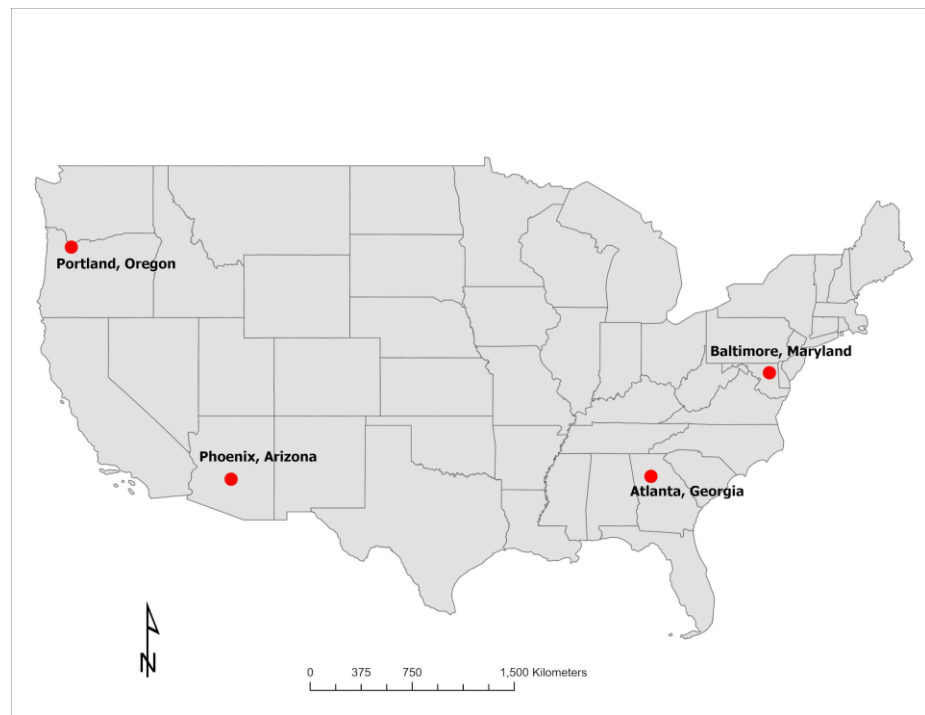 Portland, Oregon
Baltimore, Maryland
Phoenix, Arizona
Atlanta, Georgia
N
0 375 750 1,500 Kilometers